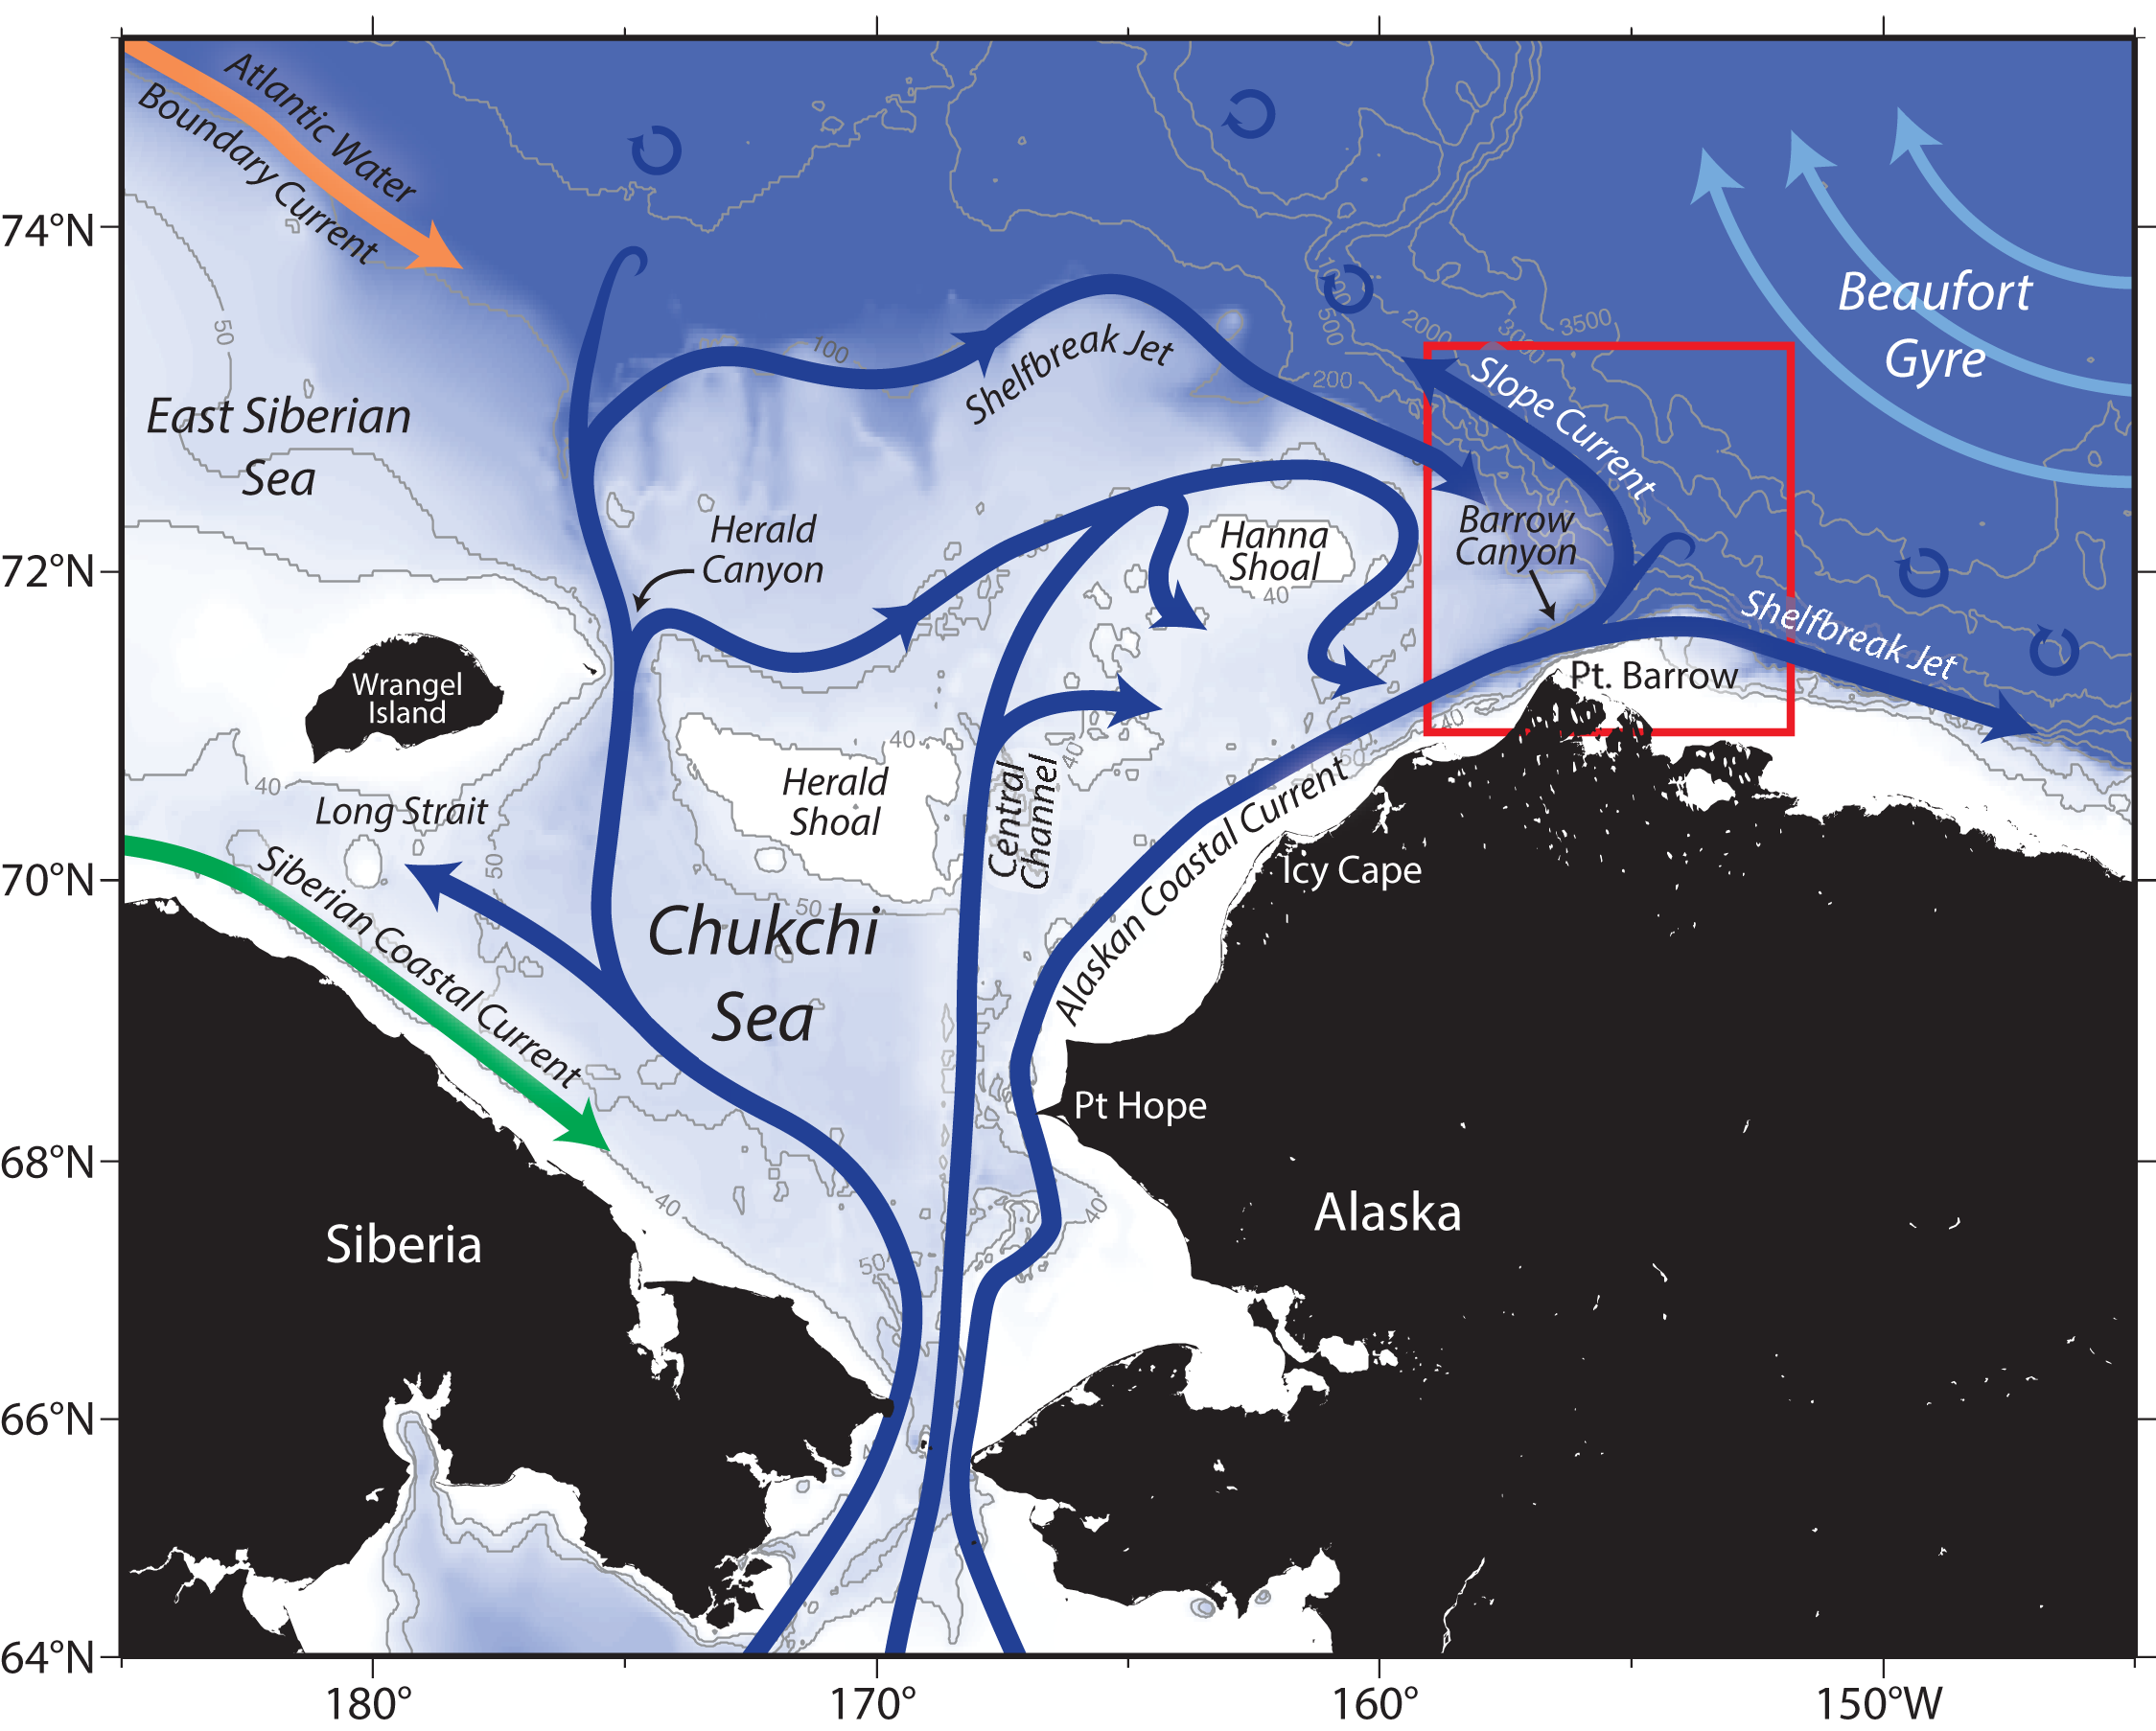 Atlantic Water
Boundary Current
74°N
Beaufort
Gyre
50
100
Shelfbreak Jet
500
2000
3000
3500
200
Slope Current
East Siberian
Sea
Herald
Canyon
Hanna
Shoal
40
Barrow
Canyon
72°N
Shelfbreak Jet
Pt. Barrow
Wrangel
Island
40
50
40
Herald
Shoal
40
Central
Channel
40
Long Strait
50
Alaskan Coastal Current
Icy Cape
70°N
Siberian Coastal Current
50
Chukchi
Sea
Pt Hope
68°N
40
40
Alaska
Siberia
50
66°N
64°N
180°
170°
160°
150°W